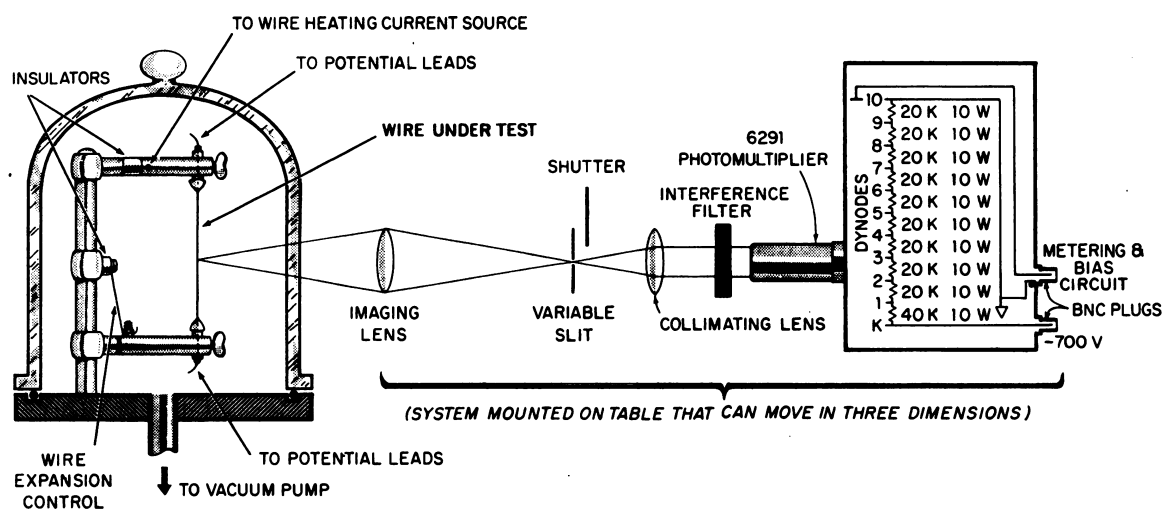 TO WIRE HEATING CURRENT SOURCE
TO POTENTIAL LEADS
INSULATORS
WIRE UNDER TEST
SHUTTER
6291
PHOTOMULTIPLIER
INTERFERENCE
FILTER
IMAGING
LENS
VARIABLE
SLIT
COLLIMATING LENS
DYNODES
10
20 K 10 W
9
20 K 10 W
8
20 K 10 W
7
20 K 10 W
6
20 K 10 W
5
20 K 10 W
4
20 K 10 W
3
20 K 10 W
2
20 K 10 W
1
40 K 10 W
K
METERING &
BIAS
CIRCUIT
BNC PLUGS
-700 V
(SYSTEM MOUNTED ON TABLE THAT CAN MOVE IN THREE DIMENSIONS)
WIRE
EXPANSION
CONTROL
TO POTENTIAL LEADS
TO VACUUM PUMP